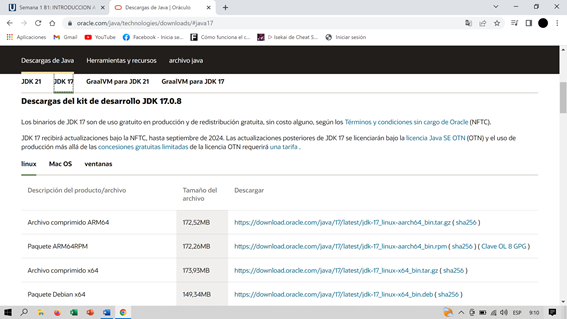 Semana 1 B1: INTRODUCCION A
Descargas de Java | Oráculo
oracle.com/java/technologies/downloads/#java17
Aplicaciones
Gmail
YouTube
Facebook - Inicia se...
Cómo funciona el c...
▷ Isekai de Cheat S...
Iniciar sesión
Descargas de Java
Herramientas y recursos
archivo java
JDK 21
JDK 17
GraalVM para JDK 21
GraalVM para JDK 17
Descargas del kit de desarrollo JDK 17.0.8
Los binarios de JDK 17 son de uso gratuito en producción y de redistribución gratuita, sin costo alguno, según los Términos y condiciones sin cargo de Oracle (NFTC).
JDK 17 recibirá actualizaciones bajo la NFTC, hasta septiembre de 2024. Las actualizaciones posteriores de JDK 17 se licenciarán bajo la licencia Java SE OTN (OTN) y el uso de
producción más allá de las concesiones gratuitas limitadas de la licencia OTN requerirá una tarifa .
linux
Mac OS
ventanas
Descripción del producto/archivo
Tamaño del
archivo
Descargar
Archivo comprimido ARM64
172,52MB
https://download.oracle.com/java/17/latest/jdk-17_linux-aarch64_bin.tar.gz ( sha256 )
Paquete ARM64RPM
172,26MB
https://download.oracle.com/java/17/latest/jdk-17_linux-aarch64_bin.rpm ( sha256 ) ( Clave OL 8 GPG )
Archivo comprimido x64
173,93MB
https://download.oracle.com/java/17/latest/jdk-17_linux-x64_bin.tar.gz ( sha256 )
Paquete Debian x64
149,34MB
https://download.oracle.com/java/17/latest/jdk-17_linux-x64_bin.deb ( sha256 )
ESP
9:10